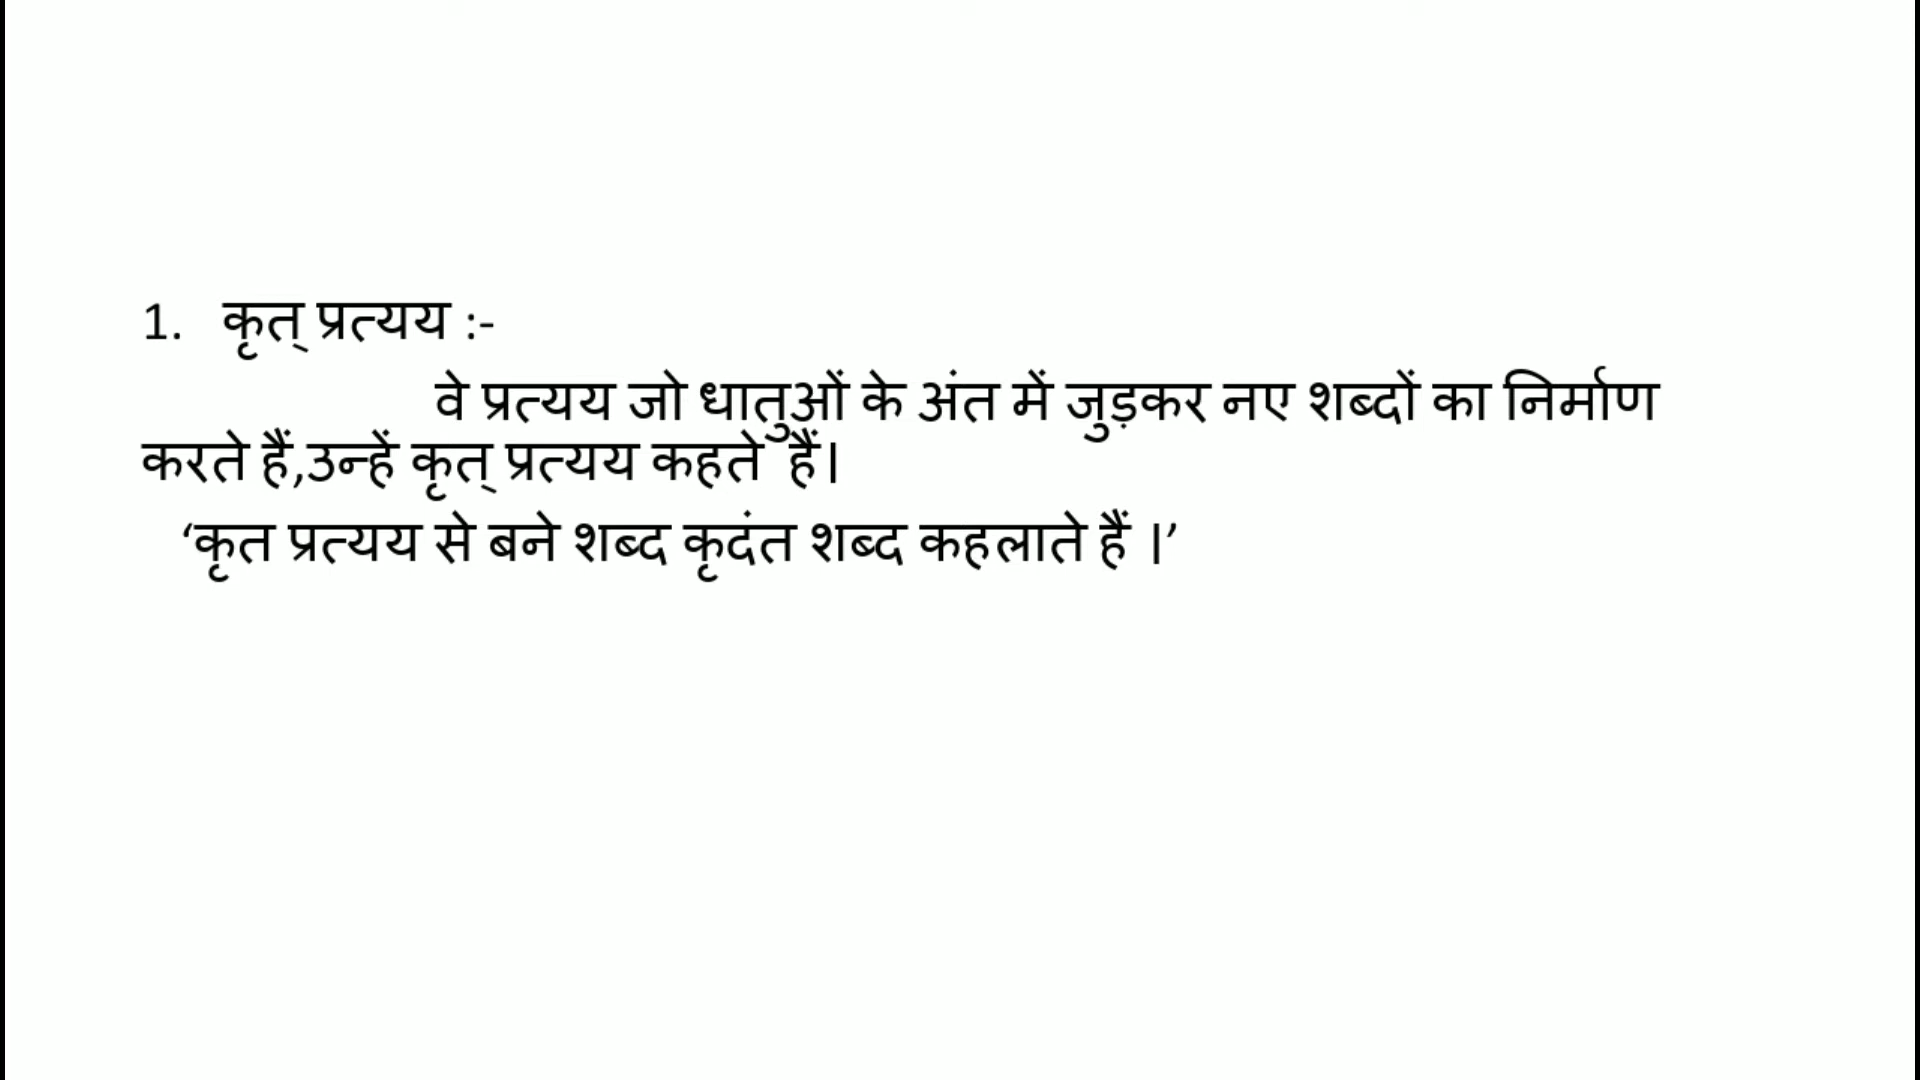 1. कृत् प्रत्यय :-
वे प्रत्यय जो धातुओं के अंत में जुड़कर नए शब्दों का निर्माण
करते हैं,उन्हें कृत् प्रत्यय कहते हैं।
‘कृत प्रत्यय से बने शब्द कृदंत शब्द कहलाते हैं ।’